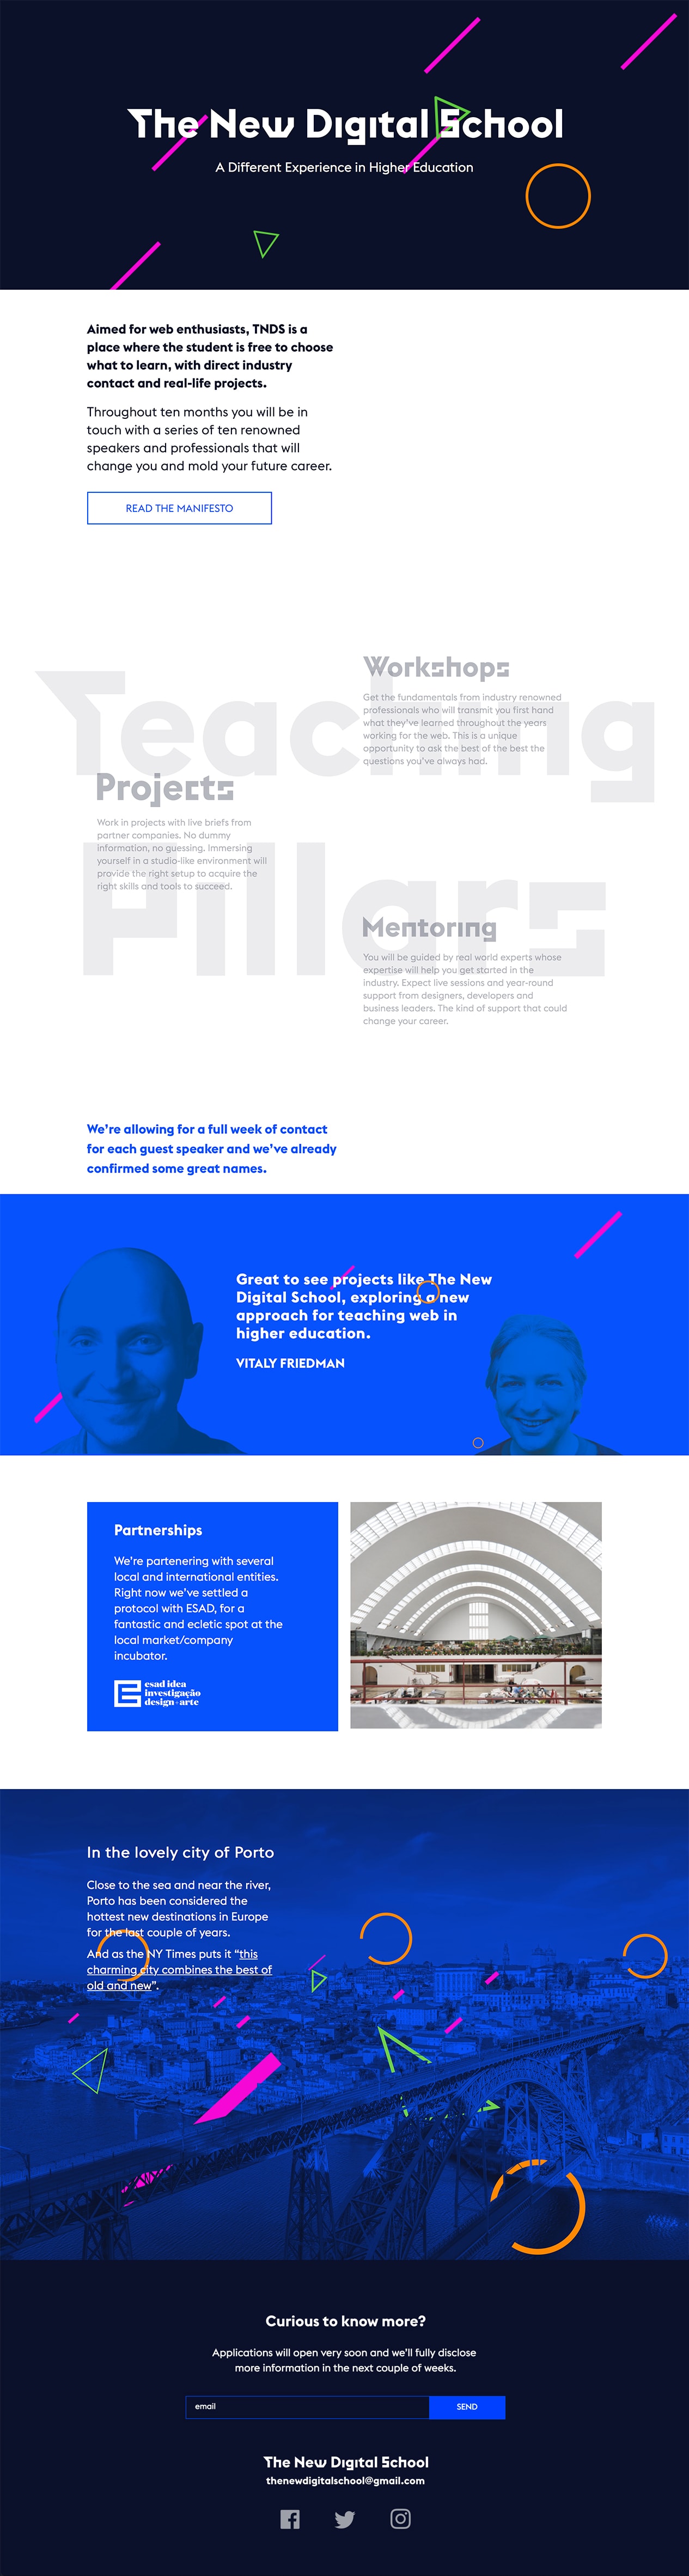 The New Digital School
A Different Experience in Higher Education
Aimed for web enthusiasts, TNDS is a
place where the student is free to choose
what to learn, with direct industry
contact and real-life projects.
Throughout ten months you will be in
touch with a series of ten renowned
speakers and professionals that will
change you and mold your future career.
READ THE MANIFESTO
Teaching
Pillars
Workshops
Get the fundamentals from industry renowned
professionals who will transmit you first hand
what they've learned throughout the years
working for the web. This is a unique
opportunity to ask the best of the best the
questions you've always had.
Projects
Work in projects with live briefs from
partner companies. No dummy
information, no guessing. Immersing
yourself in a studio-like environment will
provide the right setup to acquire the
right skills and tools to succeed.
Mentoring
You will be guided by real world experts whose
expertise will help you get started in the
industry. Expect live sessions and year-round
support from designers, developers and
business leaders. The kind of support that could
change your career.
We're allowing for a full week of contact
for each guest speaker and we've already
confirmed some great names.
Great to see projects like The New
Digital School, exploring a new
approach for teaching web in
higher education.
VITALY FRIEDMAN
Partnerships
We're partenering with several
local and international entities.
Right now we've settled a
protocol with ESAD, for a
fantastic and ecletic spot at the
local market/company
incubator.
esad idea
investigação
design+arte
In the lovely city of Porto
Close to the sea and near the river,
Porto has been considered the
hottest new destinations in Europe
for the last couple of years.
And as the NY Times puts it “this
charming city combines the best of
old and new”.
Curious to know more?
Applications will open very soon and we'll fully disclose
more information in the next couple of weeks.
email
SEND
The New Digital School
thenewdigitalschool@gmail.com